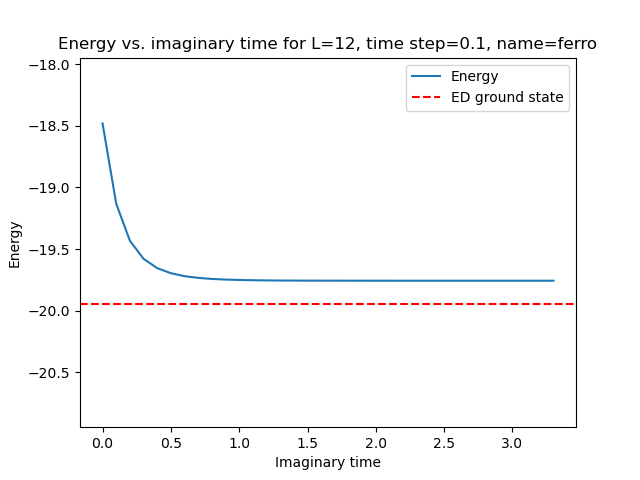 Energy vs. imaginary time for L=12, time step=0.1, name=ferro
Energy
ED ground state
−18.0
−18.5
−19.0
−19.5
−20.0
−20.5
Energy
0.0 0.5 1.0 1.5 2.0 2.5 3.0
Imaginary time